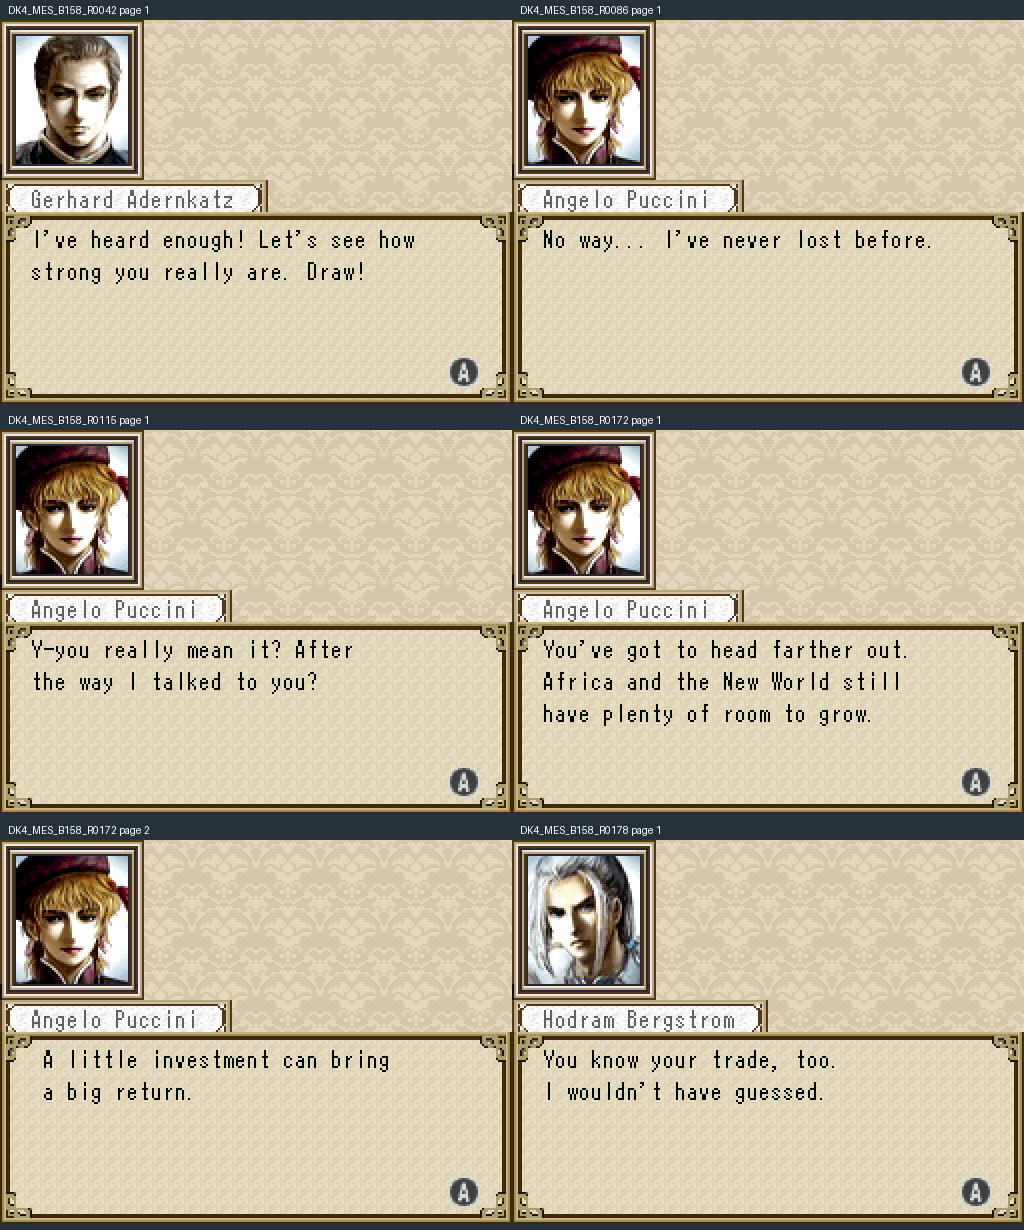 DK4_MES_B158_R0042 page 1
Gerhard Adernkatz
I've heard enough! Let's see how
strong you really are. Draw!
A
DK4_MES_B158_R0086 page 1
Angelo Puccini
No way... I've never lost before.
A
DK4_MES_B158_R0115 page 1
Angelo Puccini
Y-you really mean it? After
the way I talked to you?
A
DK4_MES_B158_R0172 page 1
Angelo Puccini
You've got to head farther out.
Africa and the New World still
have plenty of room to grow.
A
DK4_MES_B158_R0172 page 2
Angelo Puccini
A little investment can bring
a big return.
A
DK4_MES_B158_R0178 page 1
Hodram Bergstrom
You know your trade, too.
I wouldn't have guessed.
A